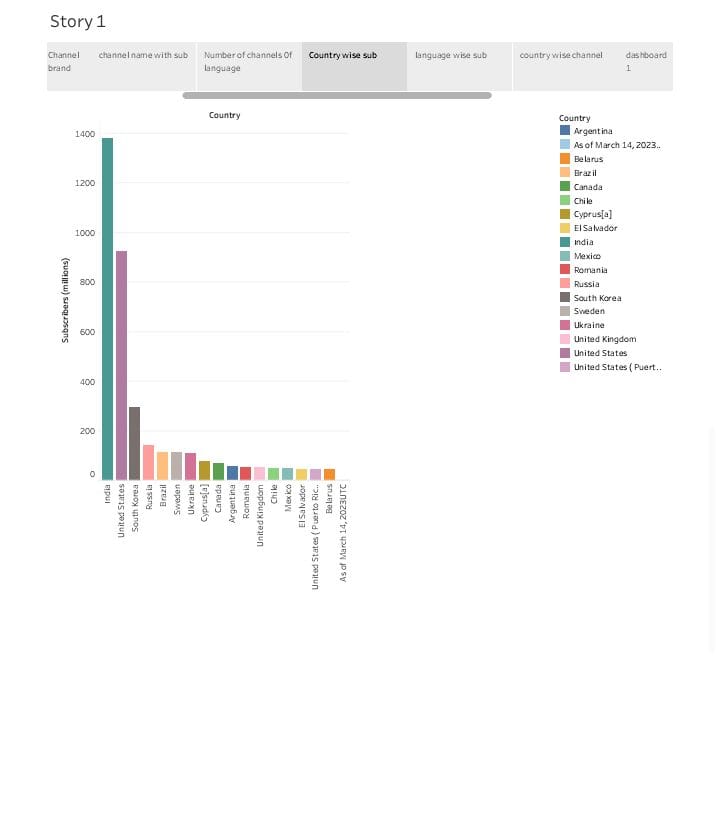 Story 1
Channel
brand
channel name with sub
Number of channels Of
language
Country wise sub
language wise sub
country wise channel
dashboard
1
Country
1400
1200
1000
800
600
400
200
0
Subscribers (millions)
India
United States
South Korea
Russia
Brazil
Sweden
Ukraine
Cyprus[a]
Canada
Argentina
Romania
United Kingdom
Chile
Mexico
El Salvador
United States ( Puerto Ric..
Belarus
As of March 14, 2023UTC
Country
Argentina
As of March 14, 2023..
Belarus
Brazil
Canada
Chile
Cyprus[a]
El Salvador
India
Mexico
Romania
Russia
South Korea
Sweden
Ukraine
United Kingdom
United States
United States ( Puert..